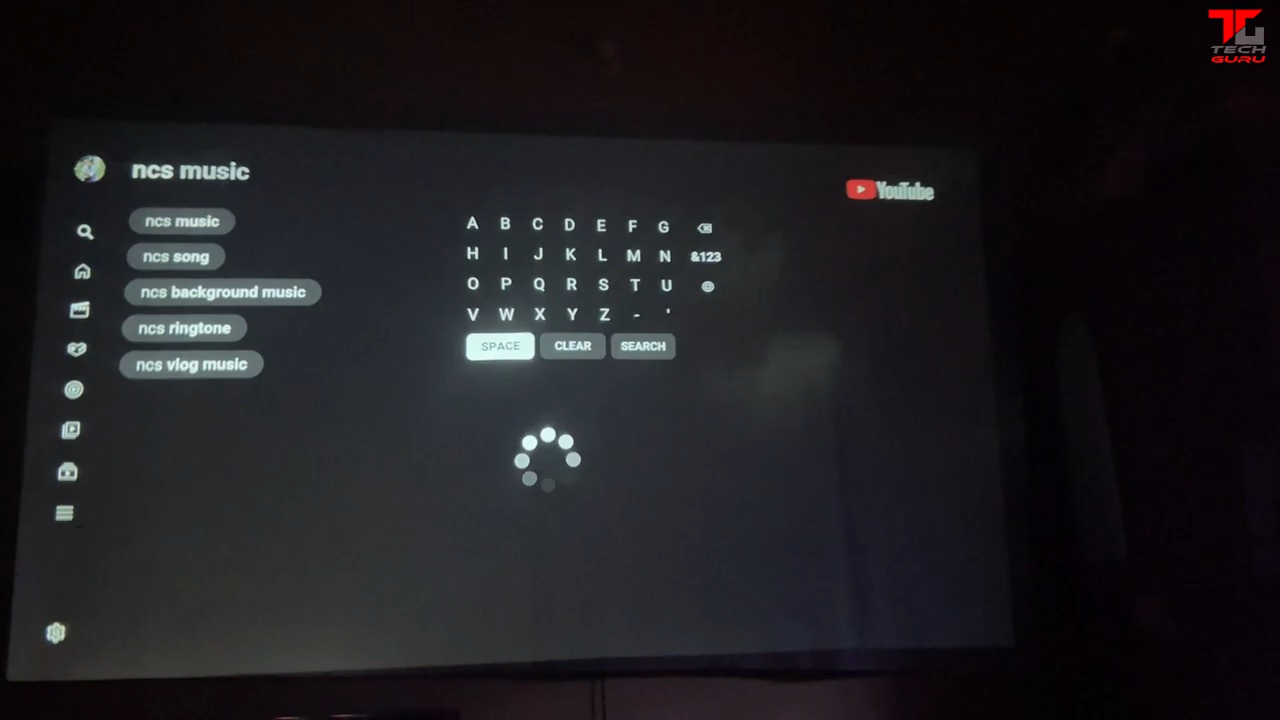 TG
TECH
GURU
ncs music
YouTube
ncs music
ncs song
ncs background music
ncs ringtone
ncs vlog music
A B C D E F G
H I J K L M N &123
O P Q R S T U
V W X Y Z - '
SPACE CLEAR SEARCH